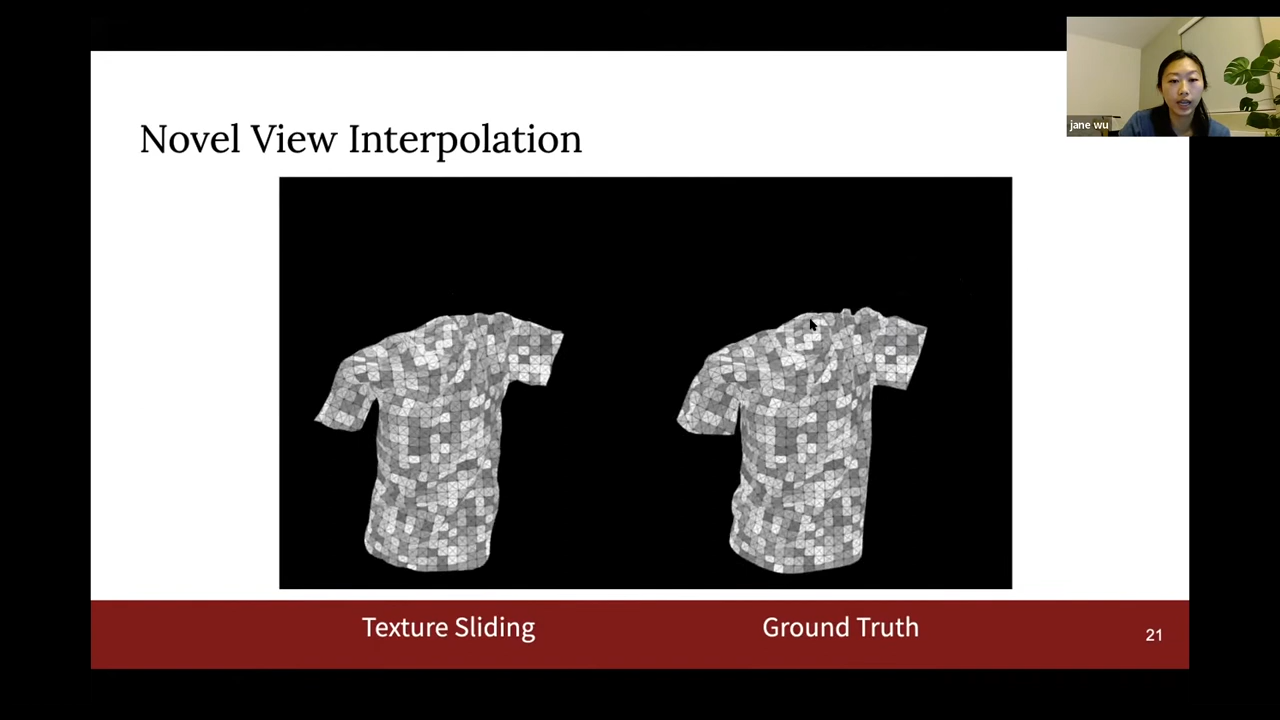 jane wu
Novel View Interpolation
Texture Sliding
Ground Truth
21